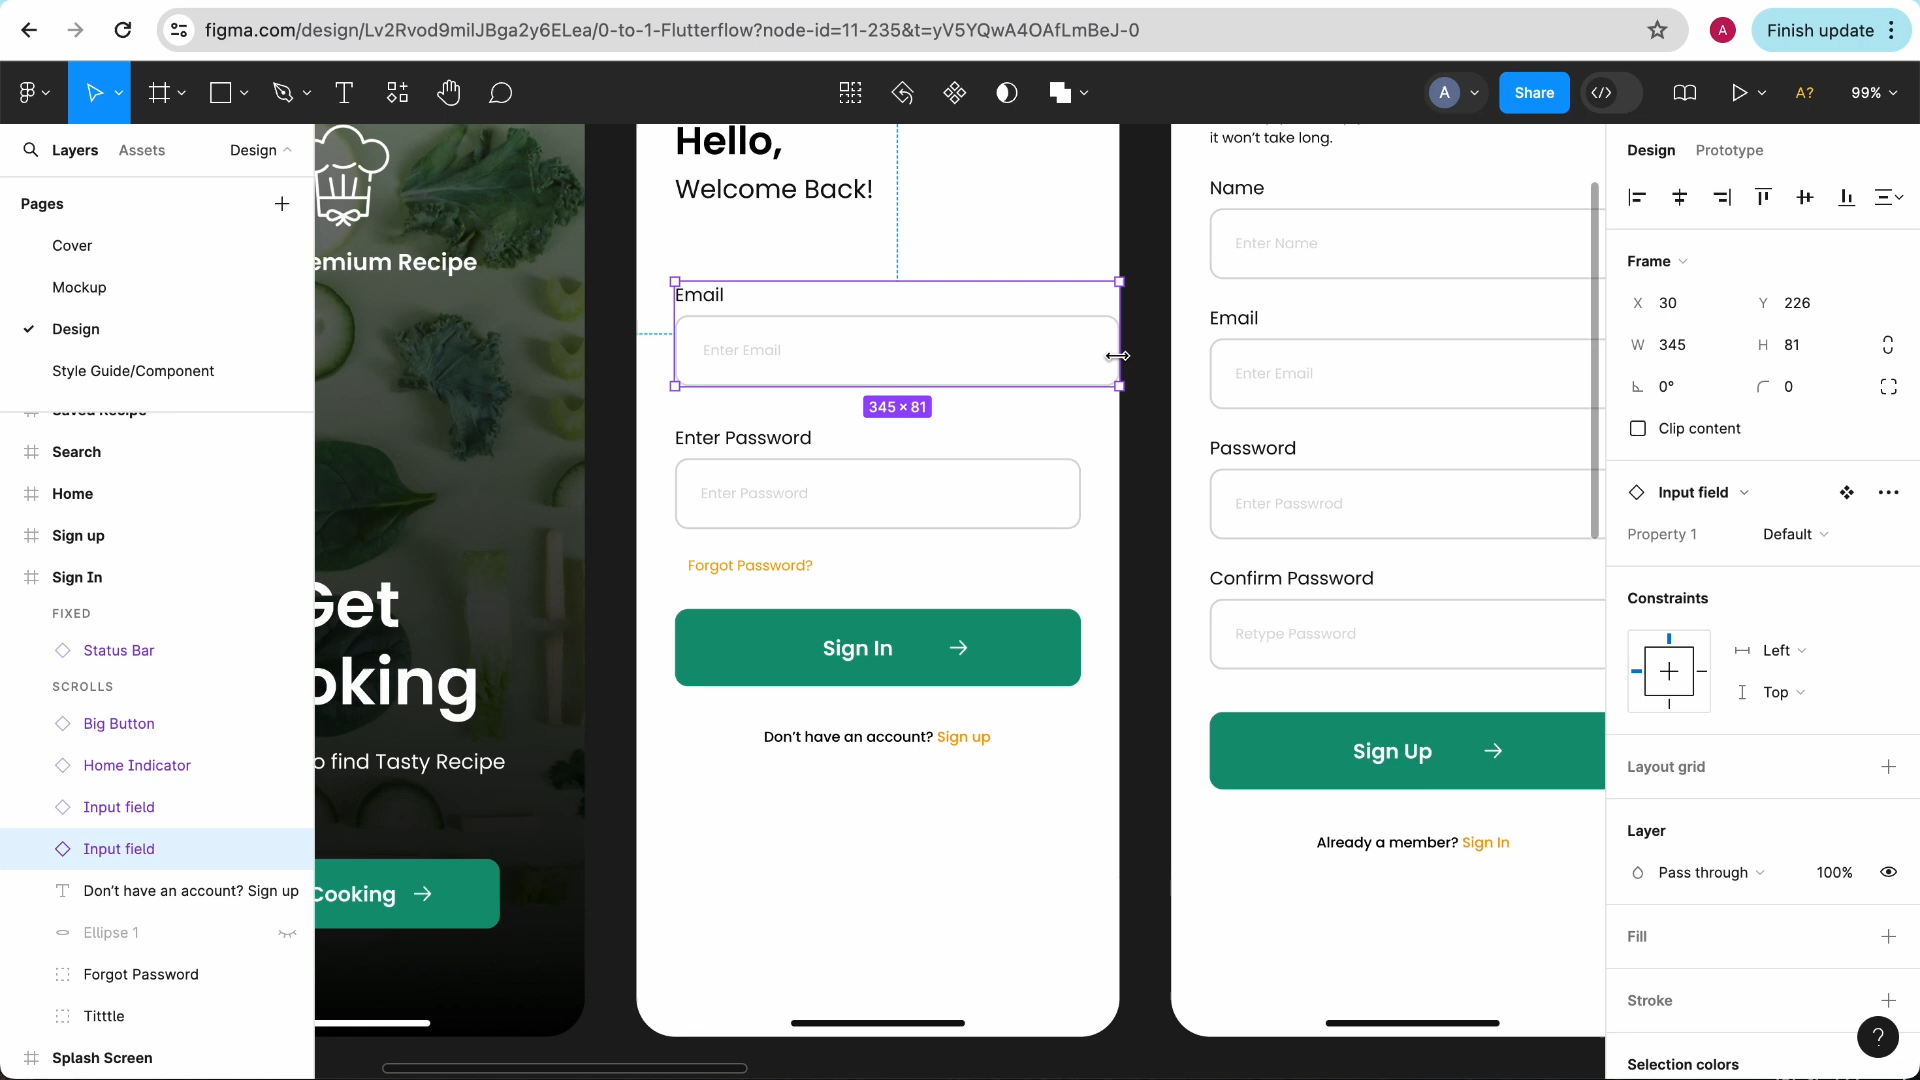 figma.com/design/Lv2Rvod9milJBga2y6ELea/0-to-1-Flutterflow?node-id=11-235&t=yV5YQwA4OAfLmBeJ-0
A
Finish update
A
Share
A?
99%
Layers
Assets
Design
Pages
Cover
Mockup
Design
Style Guide/Component
Saved Recipe
Search
Home
Sign up
Sign In
FIXED
Status Bar
SCROLLS
Big Button
Home Indicator
Input field
Input field
Don't have an account? Sign up
Ellipse 1
Forgot Password
Titttle
Splash Screen
emium Recipe
Get
oking
o find Tasty Recipe
Cooking
Hello,
Welcome Back!
Email
Enter Email
345 × 81
Enter Password
Enter Password
Forgot Password?
Sign In
Don't have an account? Sign up
it won't take long.
Name
Enter Name
Email
Enter Email
Password
Enter Passwrod
Confirm Password
Retype Password
Sign Up
Already a member? Sign In
Design
Prototype
Frame
X 30
Y 226
W 345
H 81
0°
0
Clip content
Input field
Property 1
Default
Constraints
Left
Top
Layout grid
Layer
Pass through
100%
Fill
Stroke
?
Selection colors